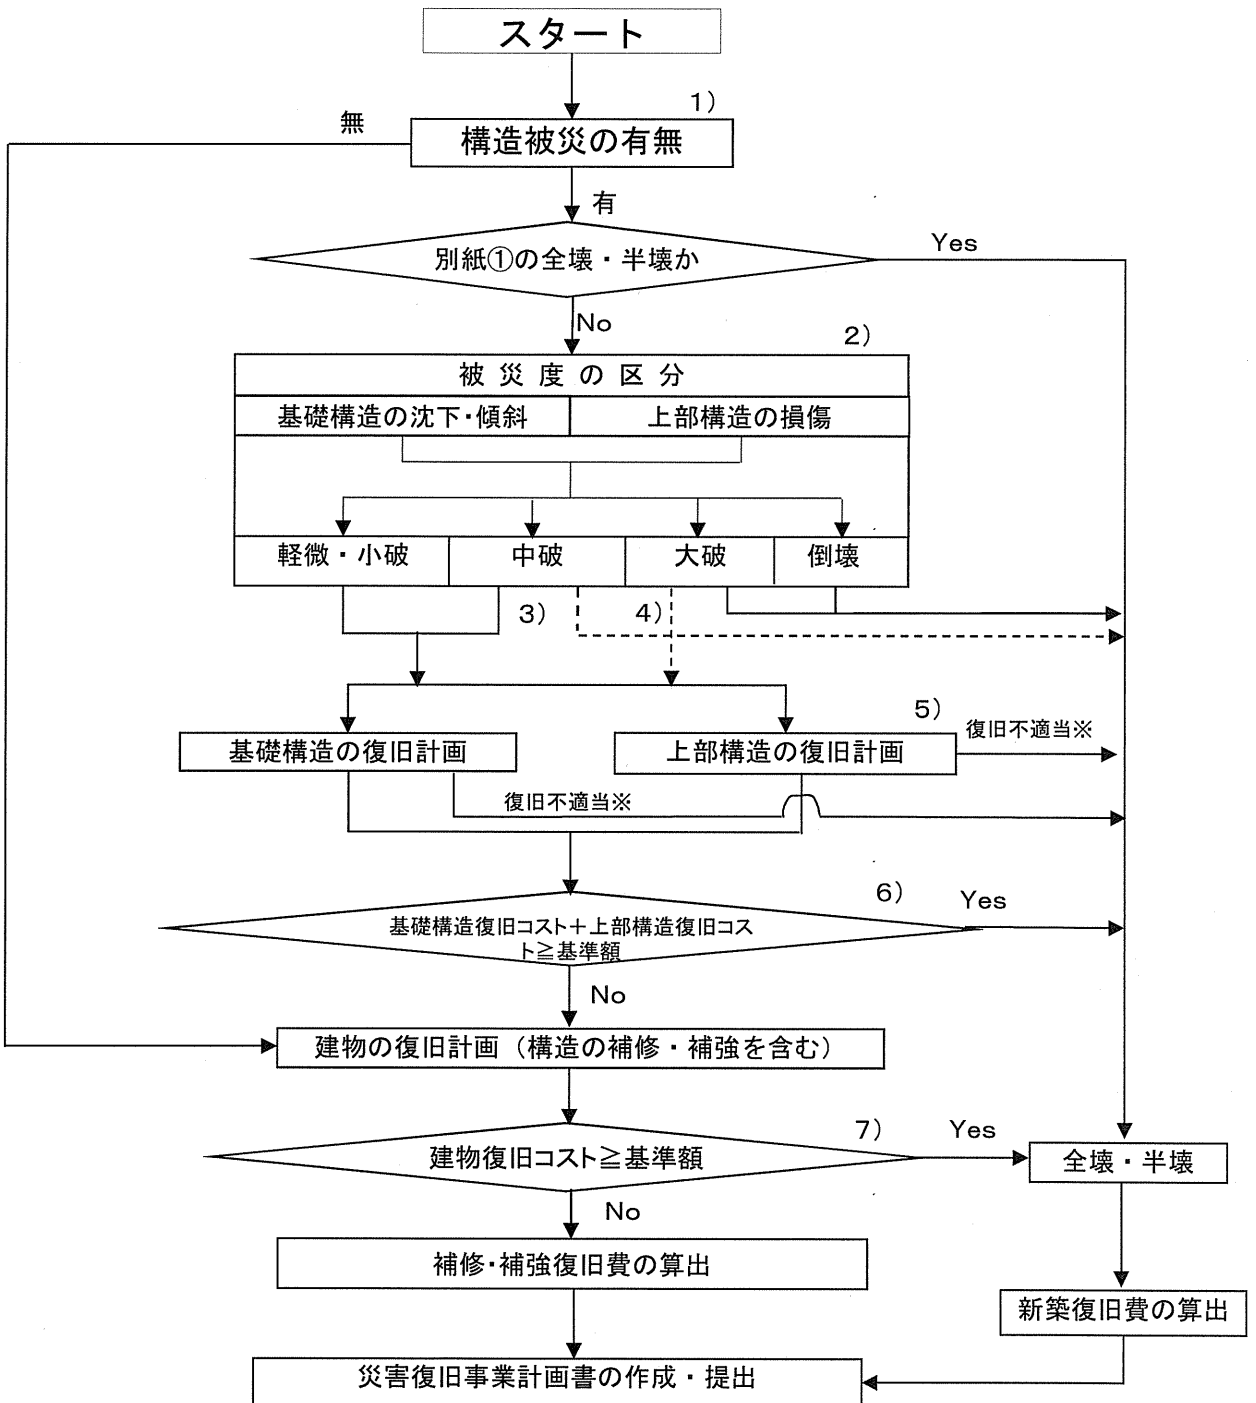 スタート
1）
無
構造被災の有無
有
別紙①の全壊・半壊か
Yes
No
2）
被災度の区分
基礎構造の沈下・傾斜
上部構造の損傷
軽微・小破
中破
大破
倒壊
3）
4）
5）
基礎構造の復旧計画
上部構造の復旧計画
復旧不適当※
復旧不適当※
6）
Yes
基礎構造復旧コスト＋上部構造復旧コス
ト≧基準額
No
建物の復旧計画（構造の補修・補強を含む）
7）
Yes
建物復旧コスト≧基準額
全壊・半壊
No
補修・補強復旧費の算出
新築復旧費の算出
災害復旧事業計画書の作成・提出